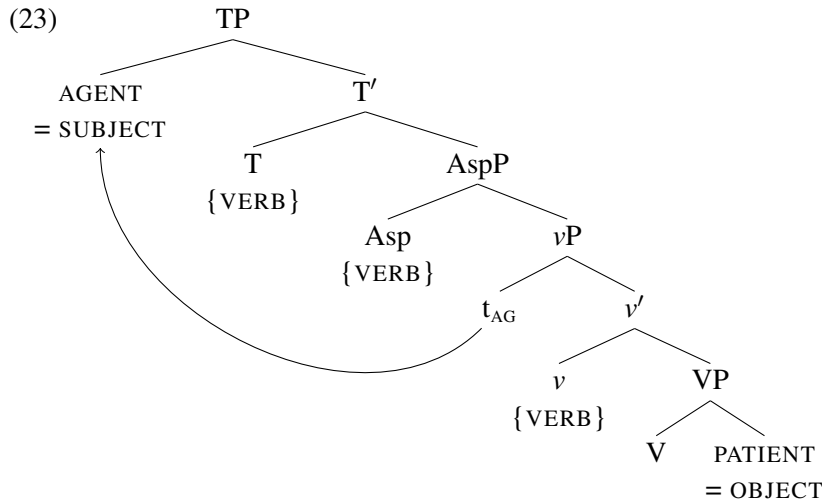 (23) TP
AGENT T′
= SUBJECT
T AspP
{VERB}
Asp vP
{VERB}
tAG v′
v VP
{VERB}
V PATIENT
= OBJECT